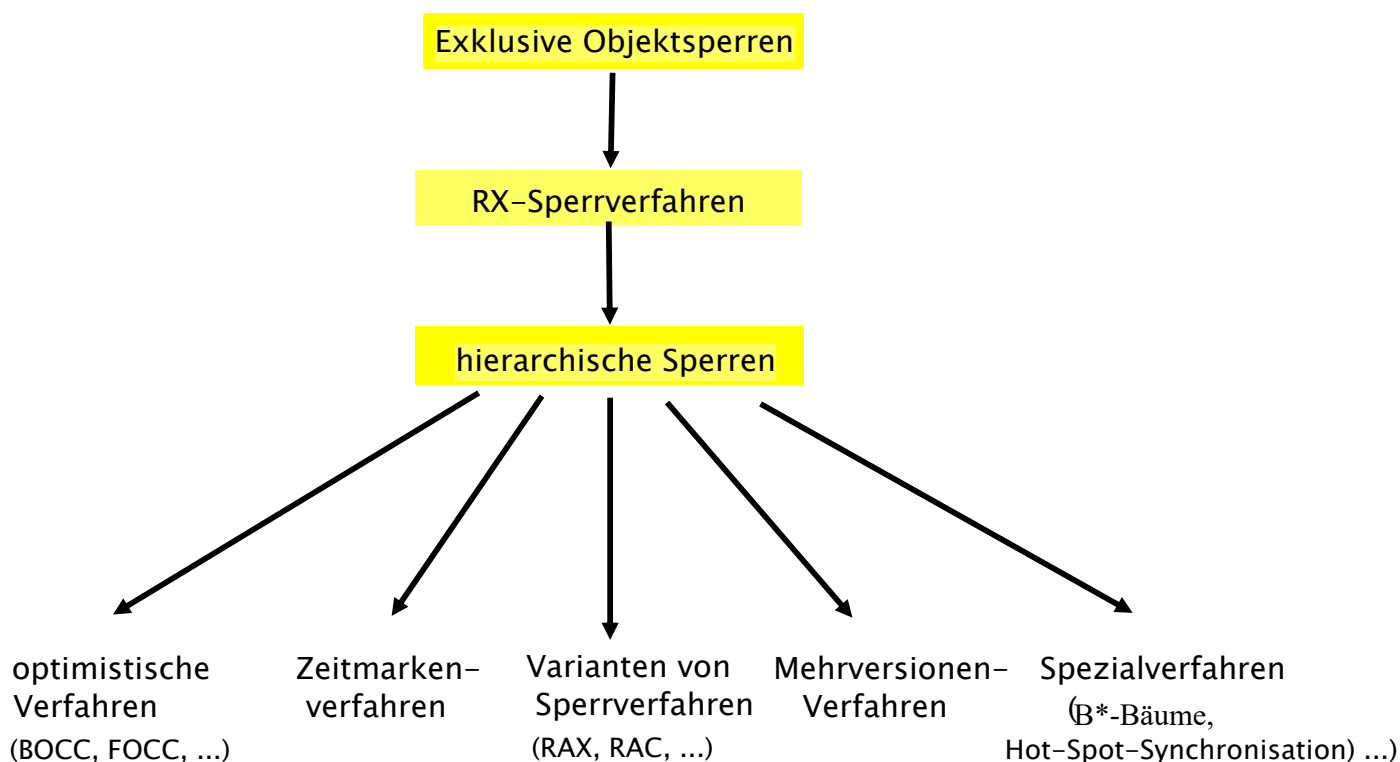 Exklusive Objektsperren
RX-Sperrverfahren
hierarchische Sperren
optimistische
Verfahren
(BOCC, FOCC, ...)
Zeitmarken-
verfahren
Varianten von
Sperrverfahren
(RAX, RAC, ...)
Mehrversionen-
Verfahren
Spezialverfahren
(B*-Bäume,
Hot-Spot-Synchronisation) ...)